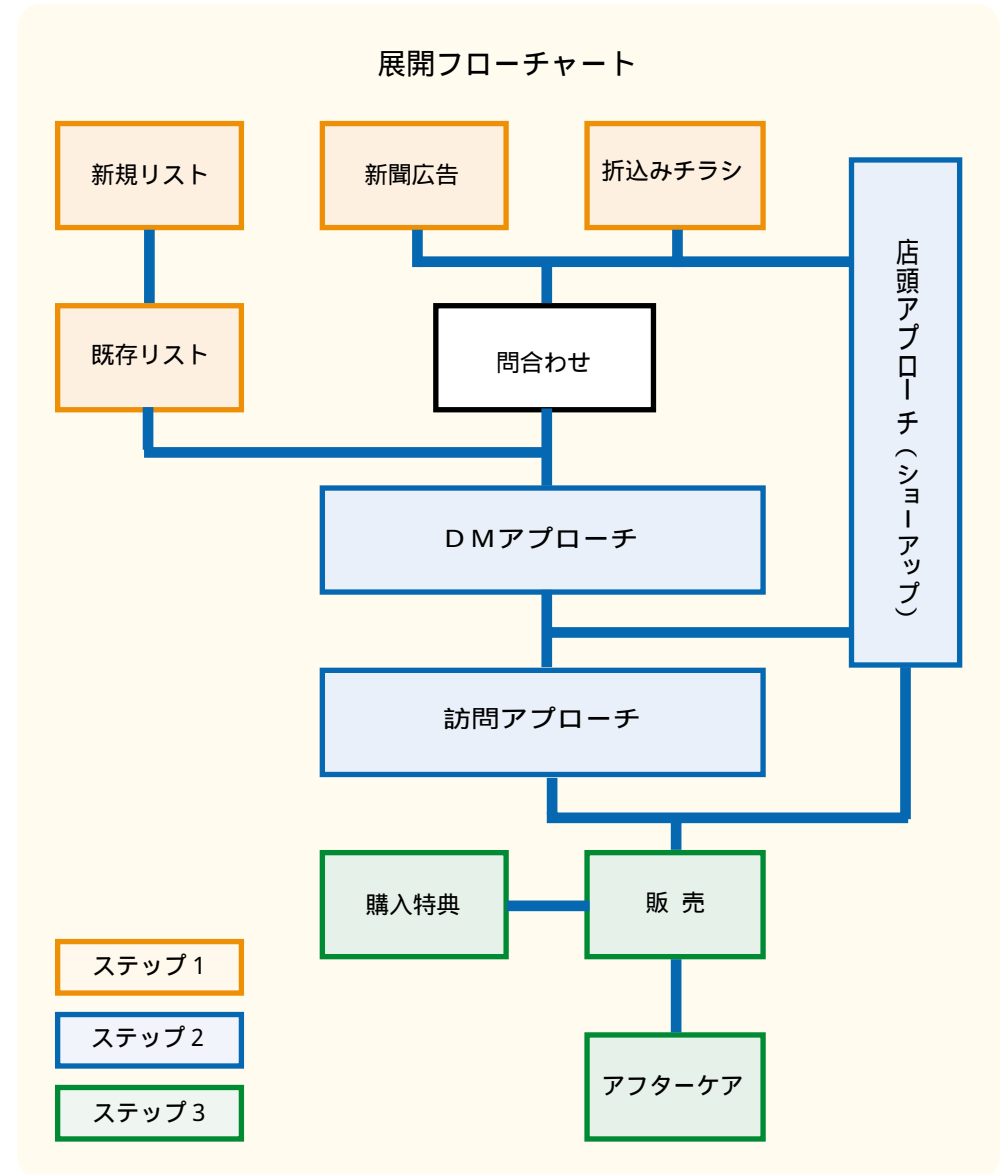 展開フローチャート
新規リスト
新聞広告
折込みチラシ
店頭アプローチ（ショーアップ）
既存リスト
問合わせ
ＤＭアプローチ
訪問アプローチ
購入特典
販 売
ステップ１
ステップ２
アフターケア
ステップ３